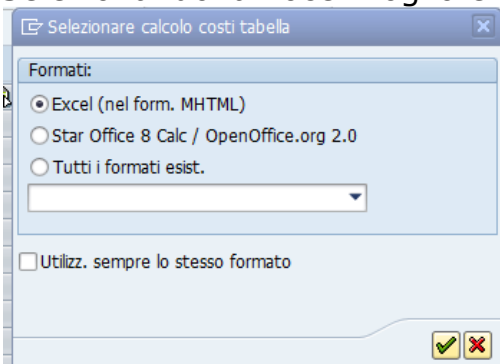 Selezionare calcolo costi tabella
Formati:
Excel (nel form. MHTML)
Star Office 8 Calc / OpenOffice.org 2.0
Tutti i formati esist.
Utilizz. sempre lo stesso formato